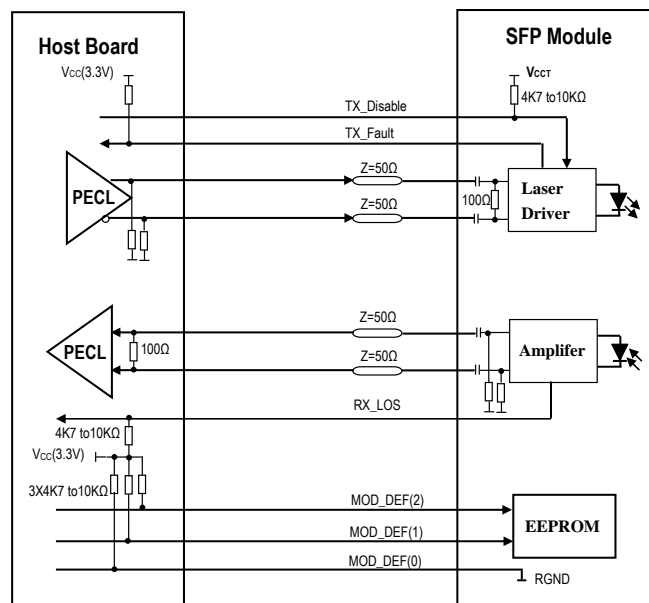 Host Board
SFP Module
VCC(3.3V)
VCCT
4K7 to10KΩ
TX_Disable
TX_Fault
Z=50Ω
PECL
Laser
Driver
100Ω
Z=50Ω
Z=50Ω
PECL
100Ω
Amplifer
Z=50Ω
RX_LOS
4K7 to10KΩ
VCC(3.3V)
3X4K7 to10KΩ
MOD_DEF(2)
EEPROM
MOD_DEF(1)
MOD_DEF(0)
RGND